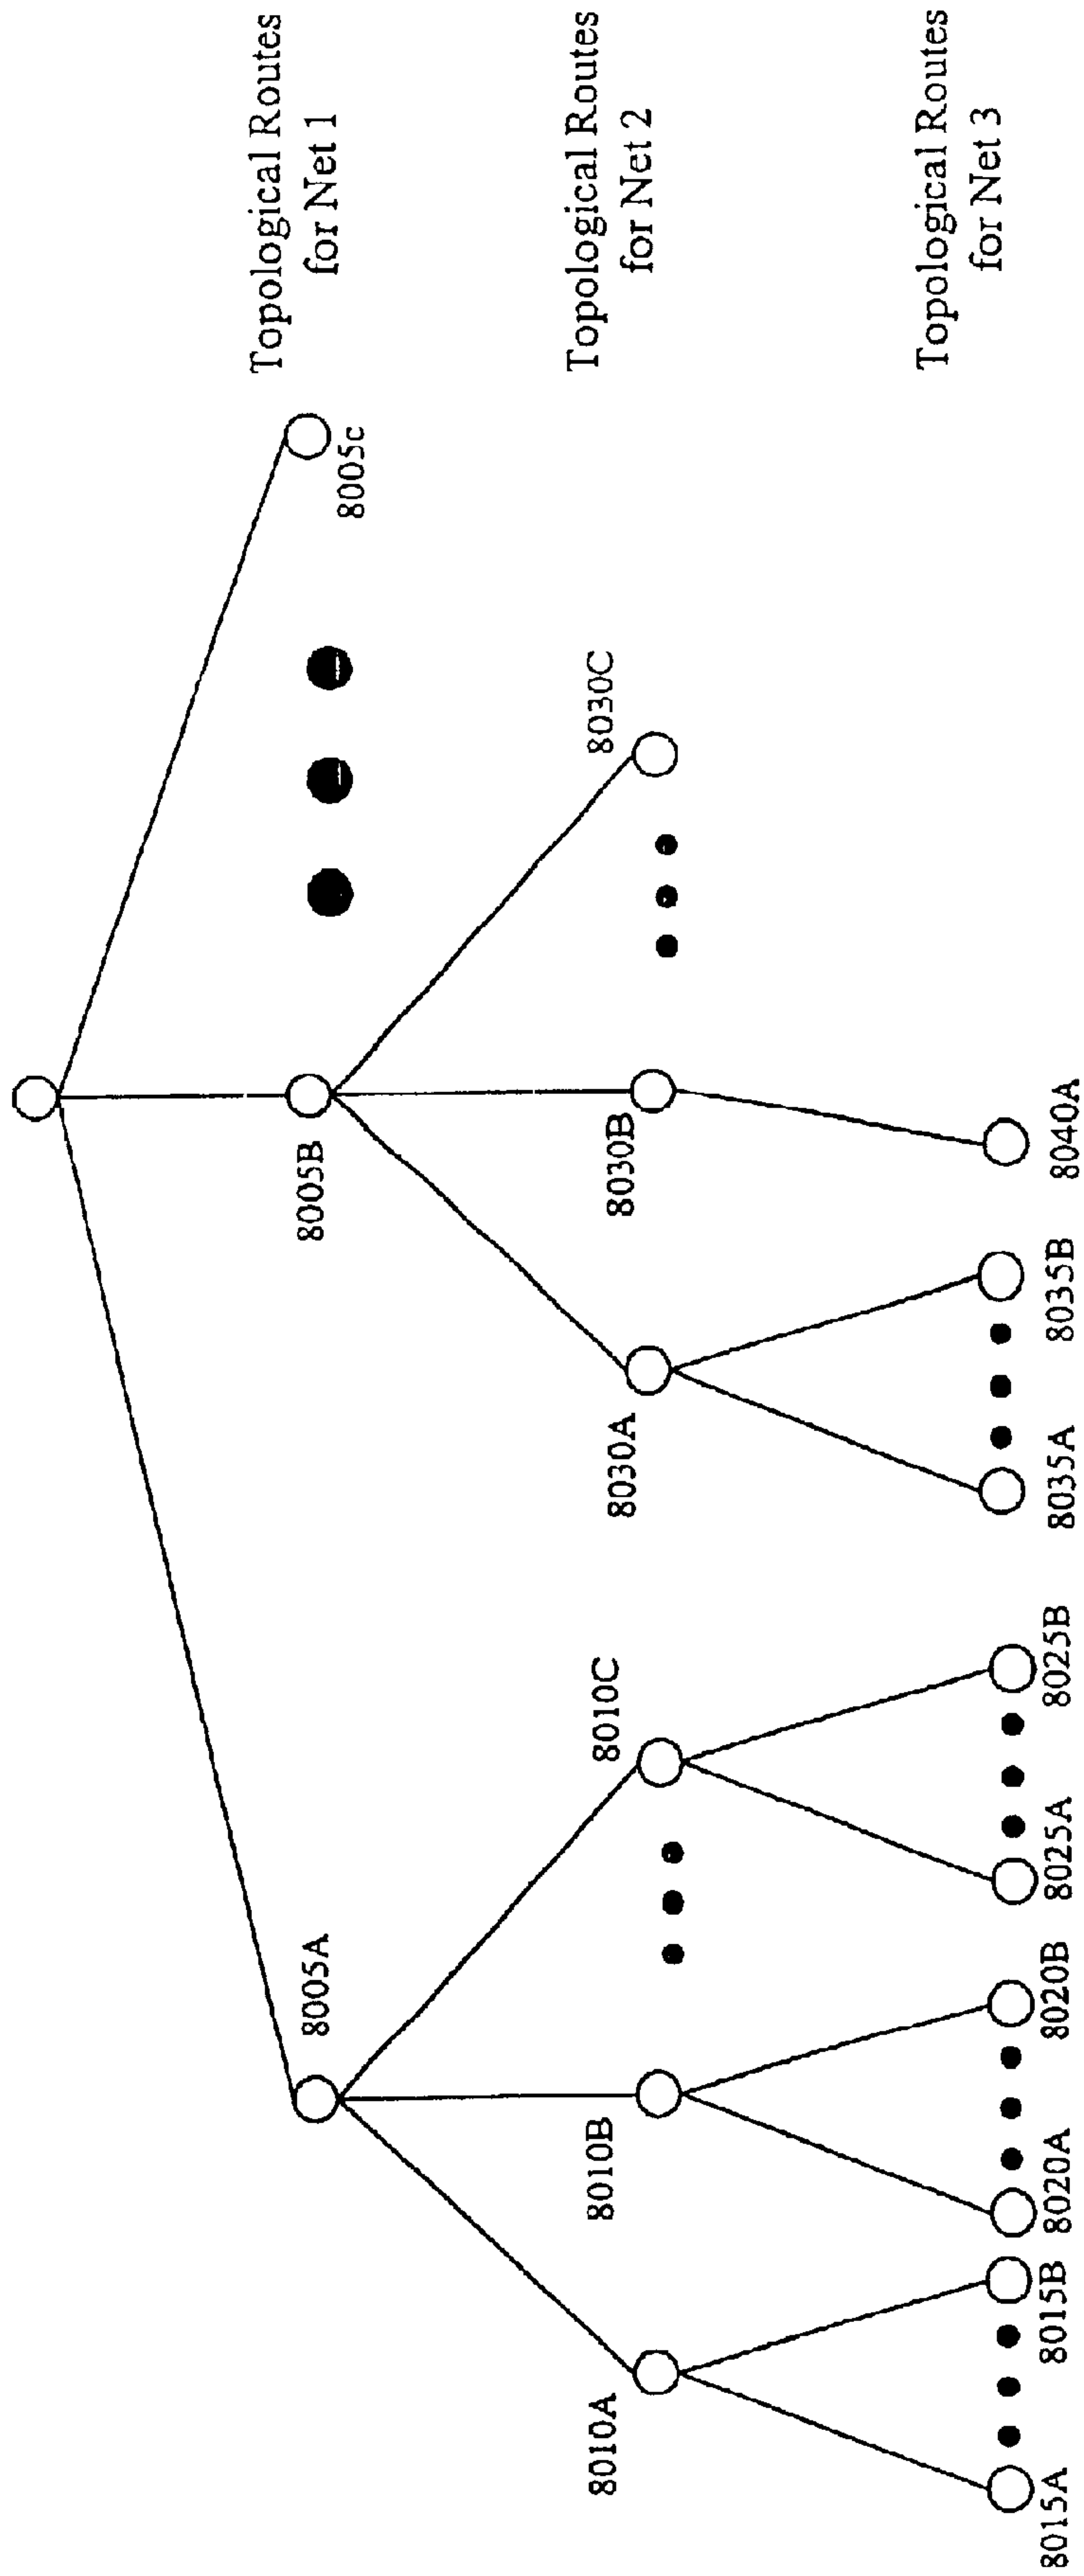 Topological Routes
for Net 1
8005A
8005B
8005c
Topological Routes
for Net 2
8010A
8010B
8010C
8030A
8030B
8030C
Topological Routes
for Net 3
8015A
8015B
8020A
8020B
8025A
8025B
8035A
8035B
8040A